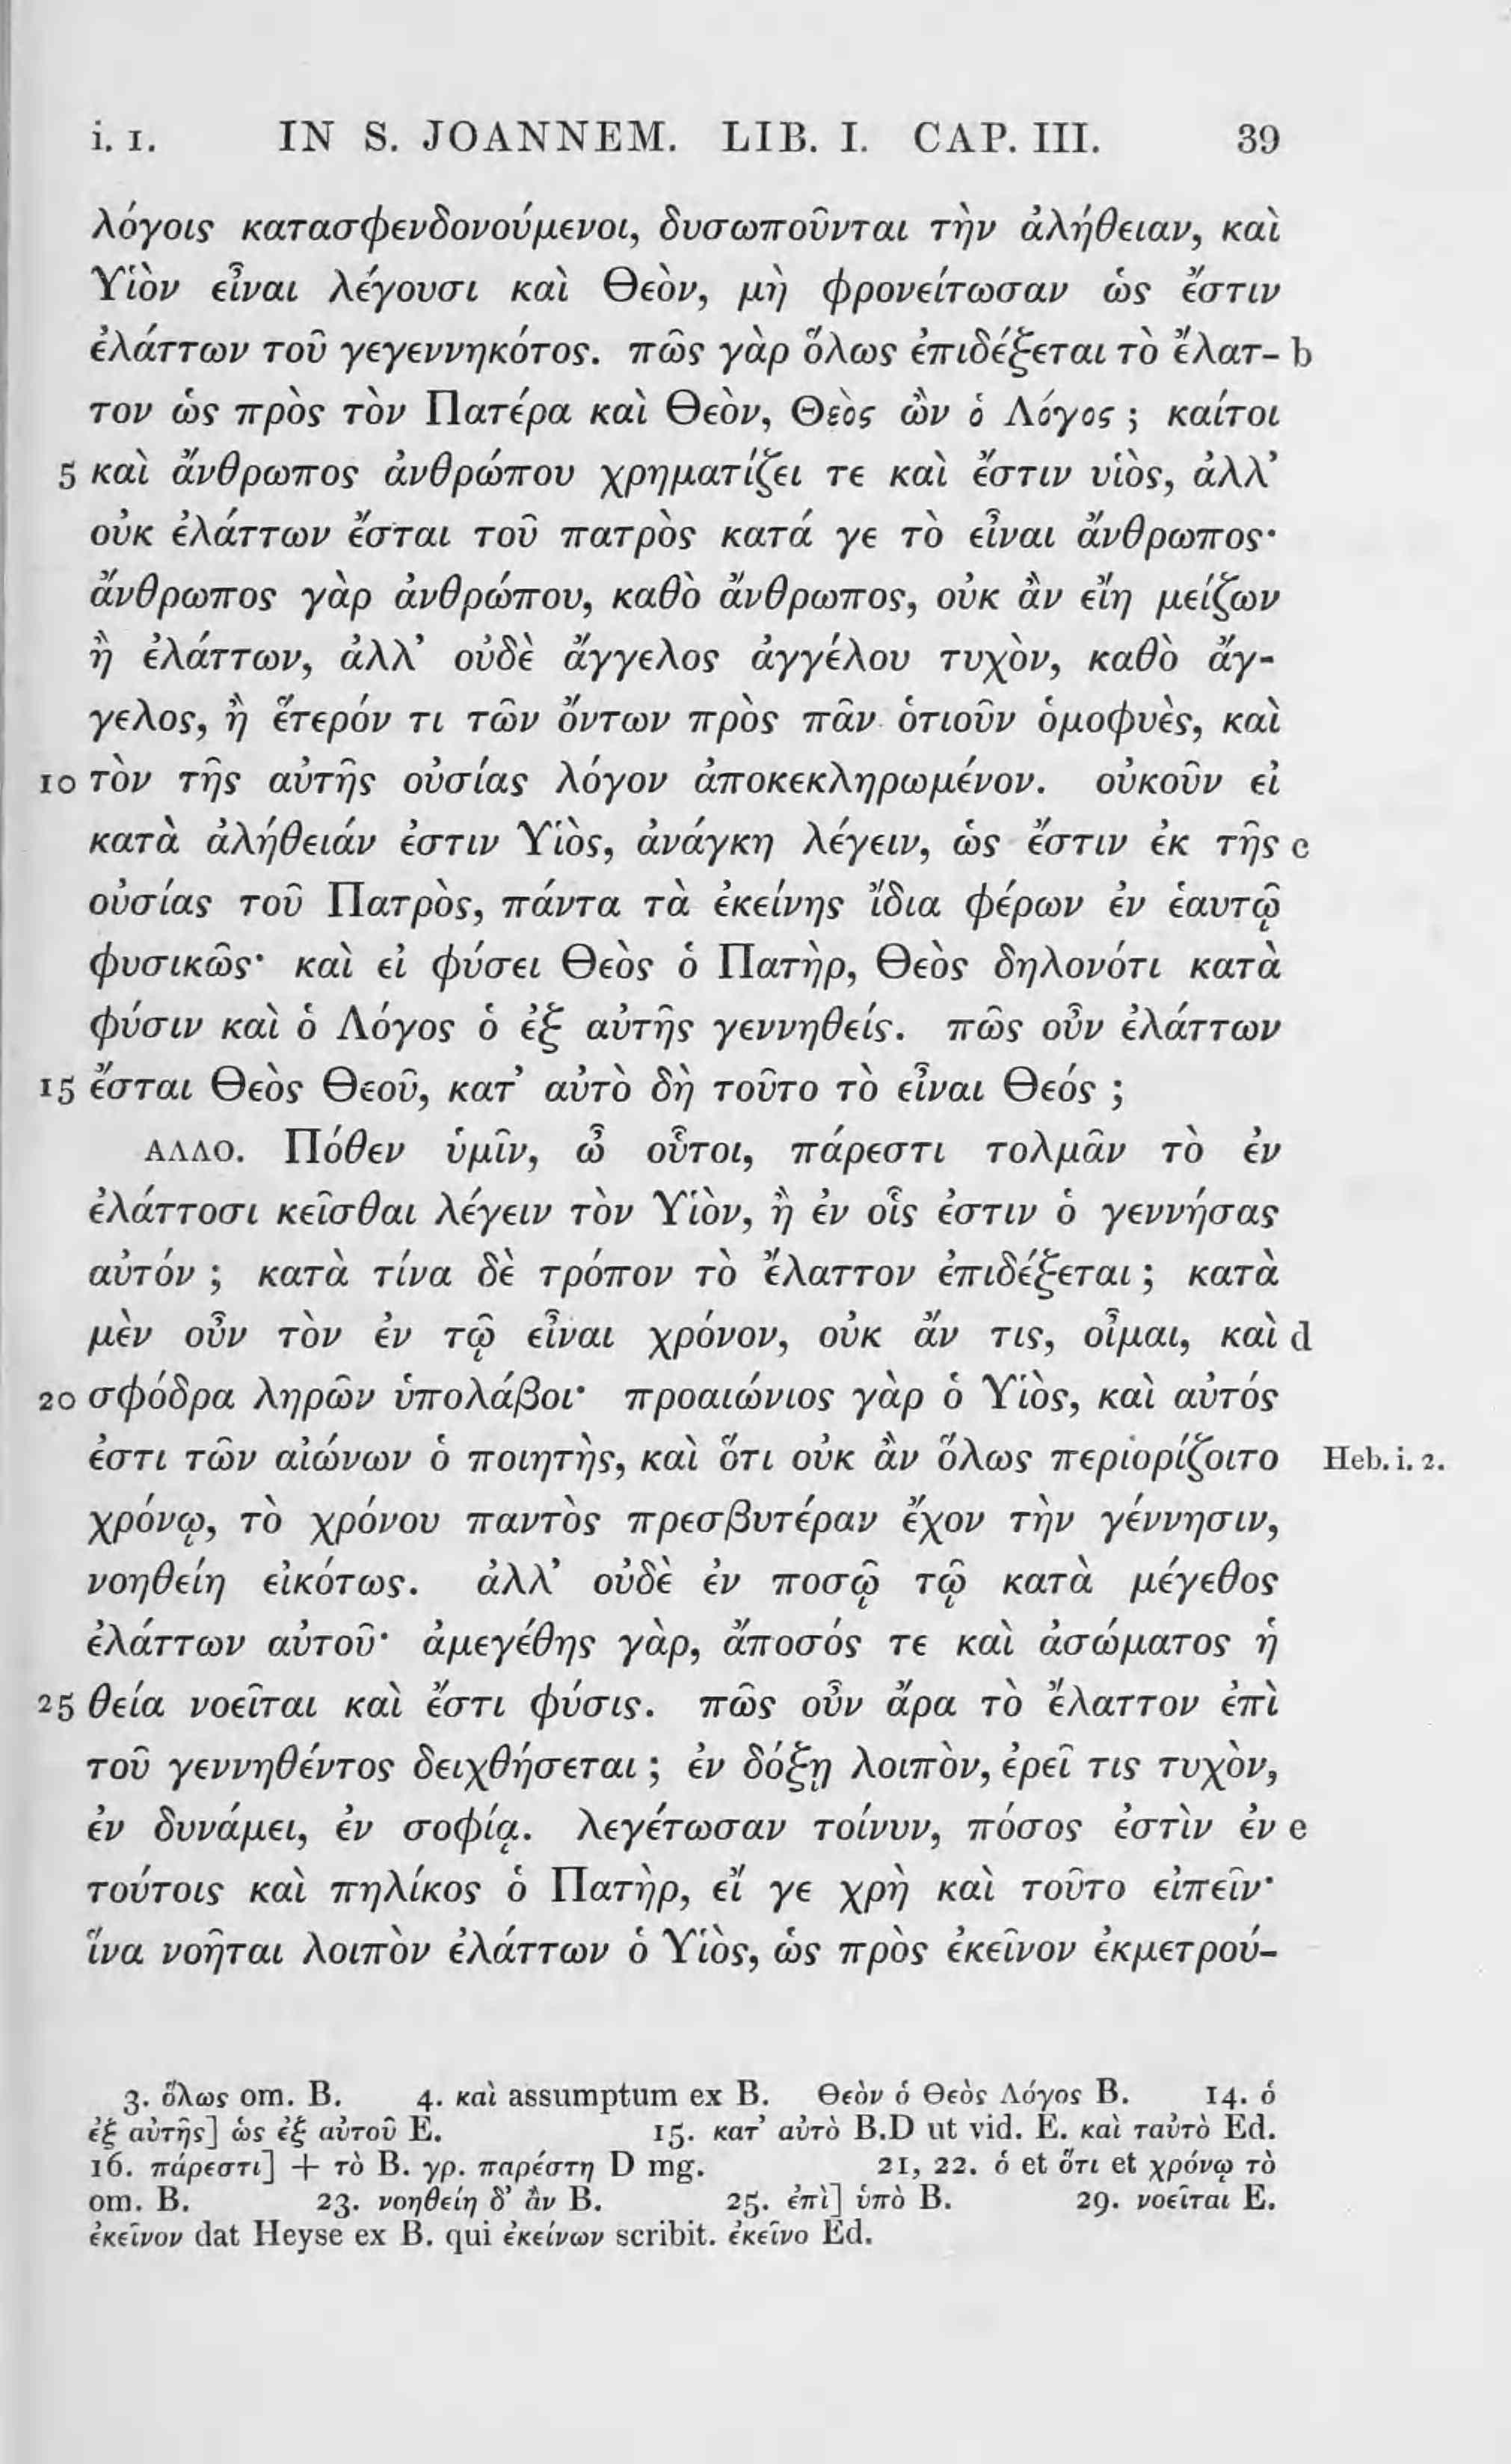 i. 1. IN S. JOANNEM. LIB. I. CAP. III. 39
λόγοις κατασφενδονούμενοι, δυσωποῦνται τὴν ἀλήθειαν, καὶ
Υἱὸν εἶναι λέγουσι καὶ Θεὸν, μὴ φρονείτωσαν ὡς ἔστιν
ἐλάττων τοῦ γεγεννηκότος. πῶς γὰρ ὅλως ἐπιδέξεται τὸ ἔλατ- b
τον ὡς πρὸς τὸν Πατέρα καὶ Θεὸν, Θεὸς ὢν ὁ Λόγος ; καίτοι
5 καὶ ἄνθρωπος ἀνθρώπου χρηματίζει τε καὶ ἔστιν υἱὸς, ἀλλ’
οὐκ ἐλάττων ἔσται τοῦ πατρὸς κατά γε τὸ εἶναι ἄνθρωπος·
ἄνθρωπος γὰρ ἀνθρώπου, καθὸ ἄνθρωπος, οὐκ ἂν εἴη μείζων
ἢ ἐλάττων, ἀλλ’ οὐδὲ ἄγγελος ἀγγέλου τυχὸν, καθὸ ἄγ-
γελος, ἢ ἕτερόν τι τῶν ὄντων πρὸς πᾶν ὁτιοῦν ὁμοφυὲς, καὶ
10 τὸν τῆς αὐτῆς οὐσίας λόγον ἀποκεκληρωμένον. οὐκοῦν εἰ
κατὰ ἀλήθειάν ἐστιν Υἱὸς, ἀνάγκη λέγειν, ὡς ἔστιν ἐκ τῆς c
οὐσίας τοῦ Πατρὸς, πάντα τὰ ἐκείνης ἴδια φέρων ἐν ἑαυτῷ
φυσικῶς· καὶ εἰ φύσει Θεὸς ὁ Πατὴρ, Θεὸς δηλονότι κατὰ
φύσιν καὶ ὁ Λόγος ὁ ἐξ αὐτῆς γεννηθείς. πῶς οὖν ἐλάττων
15 ἔσται Θεὸς Θεοῦ, κατ’ αὐτὸ δὴ τοῦτο τὸ εἶναι Θεός ;
ΑΛΛΟ. Πόθεν ὑμῖν, ὦ οὗτοι, πάρεστι τολμᾶν τὸ ἐν
ἐλάττοσι κεῖσθαι λέγειν τὸν Υἱὸν, ἢ ἐν οἷς ἐστιν ὁ γεννήσας
αὐτόν ; κατὰ τίνα δὲ τρόπον τὸ ἔλαττον ἐπιδέξεται ; κατὰ
μὲν οὖν τὸν ἐν τῷ εἶναι χρόνον, οὐκ ἄν τις, οἶμαι, καὶ d
20 σφόδρα ληρῶν ὑπολάβοι· προαιώνιος γὰρ ὁ Υἱὸς, καὶ αὐτός
ἐστι τῶν αἰώνων ὁ ποιητὴς, καὶ ὅτι οὐκ ἂν ὅλως περιορίζοιτο Heb. i. 2.
χρόνῳ, τὸ χρόνου παντὸς πρεσβυτέραν ἔχον τὴν γέννησιν,
νοηθείη εἰκότως. ἀλλ’ οὐδὲ ἐν ποσῷ τῷ κατὰ μέγεθος
ἐλάττων αὐτοῦ· ἀμεγέθης γὰρ, ἄποσός τε καὶ ἀσώματος ἡ
25 θεία νοεῖται καὶ ἔστι φύσις. πῶς οὖν ἄρα τὸ ἔλαττον ἐπὶ
τοῦ γεννηθέντος δειχθήσεται ; ἐν δόξῃ λοιπὸν, ἐρεῖ τις τυχὸν,
ἐν δυνάμει, ἐν σοφίᾳ. λεγέτωσαν τοίνυν, πόσος ἐστὶν ἐν e
τούτοις καὶ πηλίκος ὁ Πατὴρ, εἴ γε χρὴ καὶ τοῦτο εἰπεῖν·
ἵνα νοῆται λοιπὸν ἐλάττων ὁ Υἱὸς, ὡς πρὸς ἐκεῖνον ἐκμετρού-
3. ὅλως om. B. 4. καὶ assumptum ex B. Θεὸν ὁ Θεὸς Λόγος B. 14. ὁ
ἐξ αὐτῆς] ὡς ἐξ αὐτοῦ E. 15. κατ’ αὐτὸ B.D ut vid. E. καὶ ταὐτὸ Ed.
16. πάρεστι] + τὸ B. γρ. παρέστη D mg. 21, 22. ὁ et ὅτι et χρόνῳ τὸ
om. B. 23. νοηθείη δ’ ἂν B. 25. ἐπὶ] ὑπὸ B. 29. νοεῖται E.
ἐκεῖνον dat Heyse ex B. qui ἐκείνων scribit. ἐκεῖνο Ed.